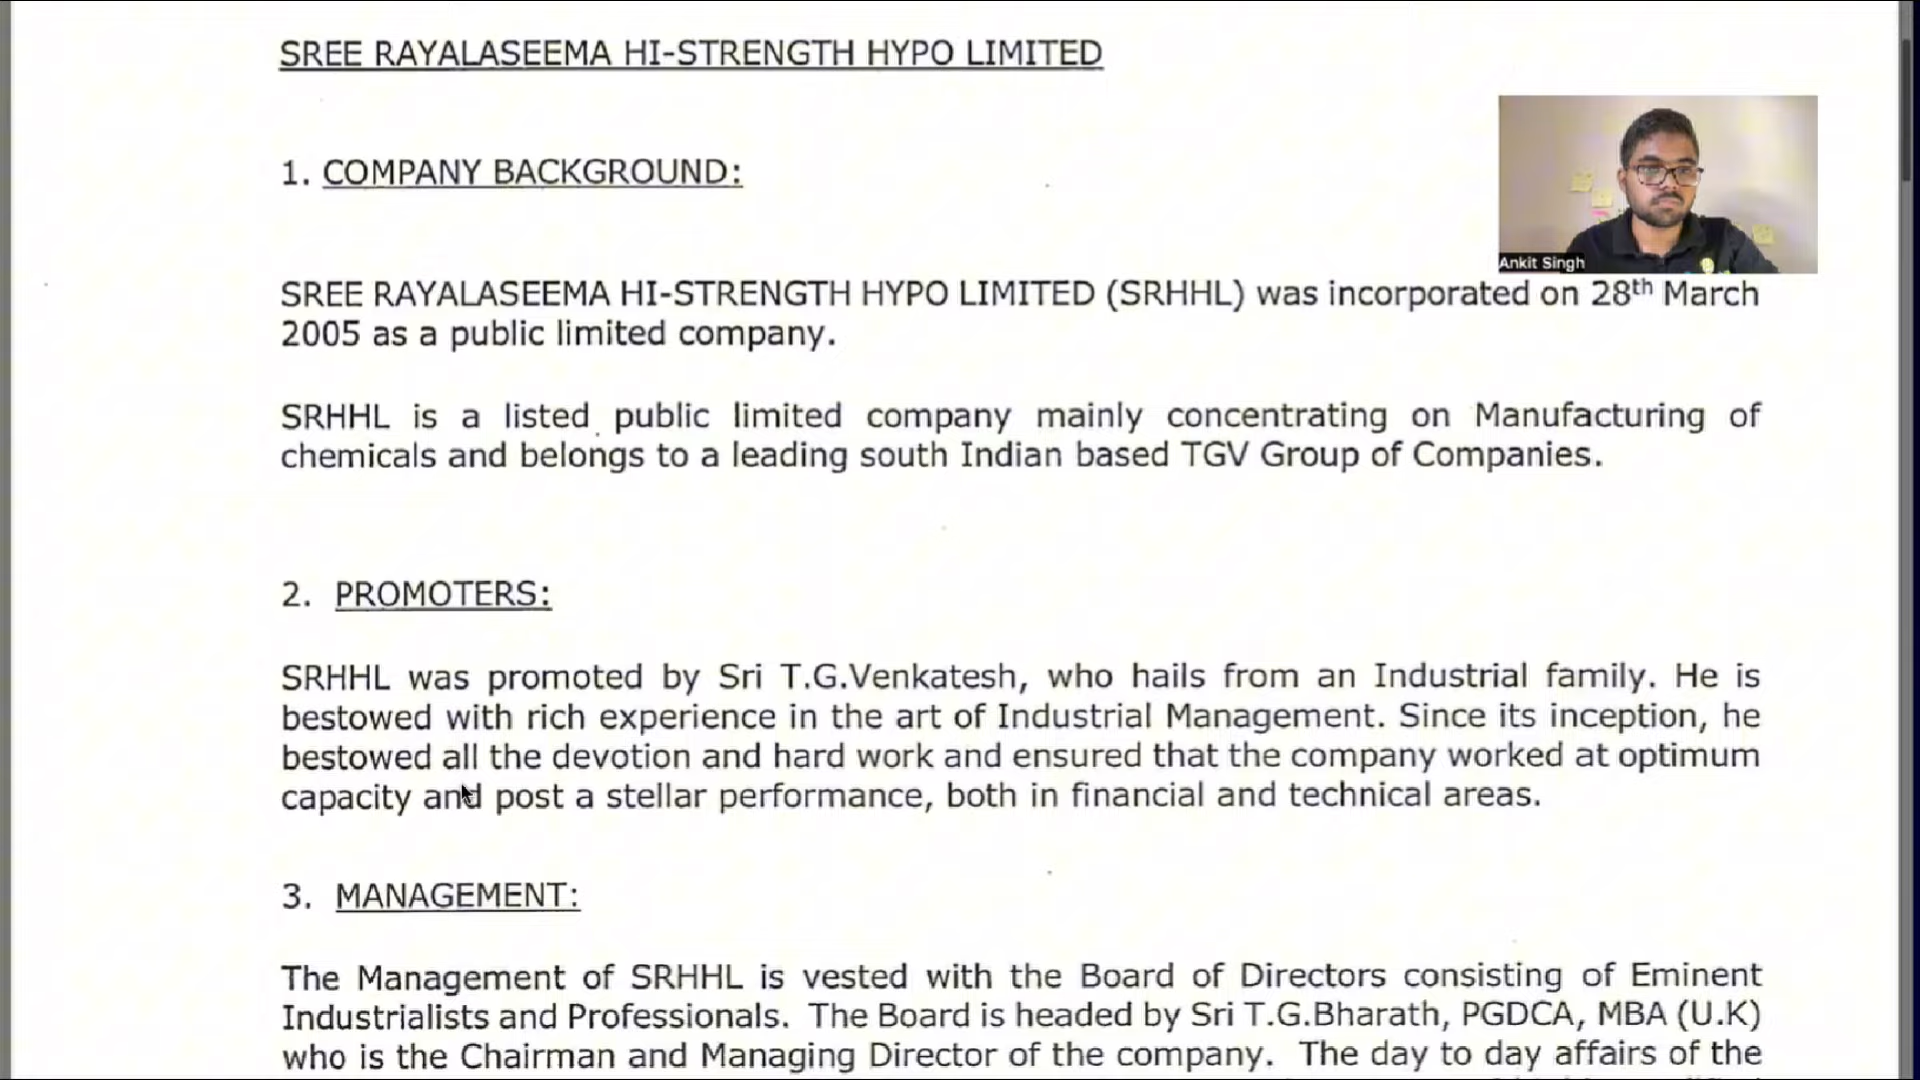 SREE RAYALASEEMA HI-STRENGTH HYPO LIMITED
1. COMPANY BACKGROUND:
Ankit Singh
SREE RAYALASEEMA HI-STRENGTH HYPO LIMITED (SRHHL) was incorporated on 28th March
2005 as a public limited company.
SRHHL is a listed public limited company mainly concentrating on Manufacturing of
chemicals and belongs to a leading south Indian based TGV Group of Companies.
2. PROMOTERS:
SRHHL was promoted by Sri T.G.Venkatesh, who hails from an Industrial family. He is
bestowed with rich experience in the art of Industrial Management. Since its inception, he
bestowed all the devotion and hard work and ensured that the company worked at optimum
capacity and post a stellar performance, both in financial and technical areas.
3. MANAGEMENT:
The Management of SRHHL is vested with the Board of Directors consisting of Eminent
Industrialists and Professionals. The Board is headed by Sri T.G.Bharath, PGDCA, MBA (U.K)
who is the Chairman and Managing Director of the company. The day to day affairs of the